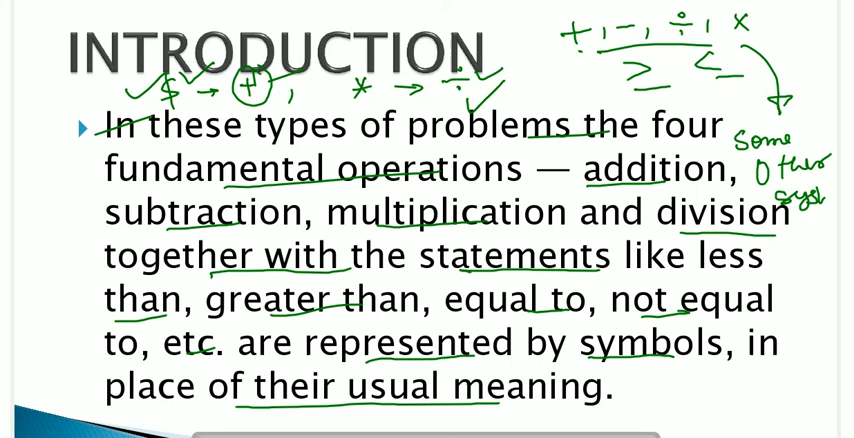 +, -, ÷, ×
INTRODUCTION
≥ ≤
$ → +, * → ÷
In these types of problems the four
fundamental operations — addition,
subtraction, multiplication and division
together with the statements like less
than, greater than, equal to, not equal
to, etc. are represented by symbols, in
place of their usual meaning.
Some
Other